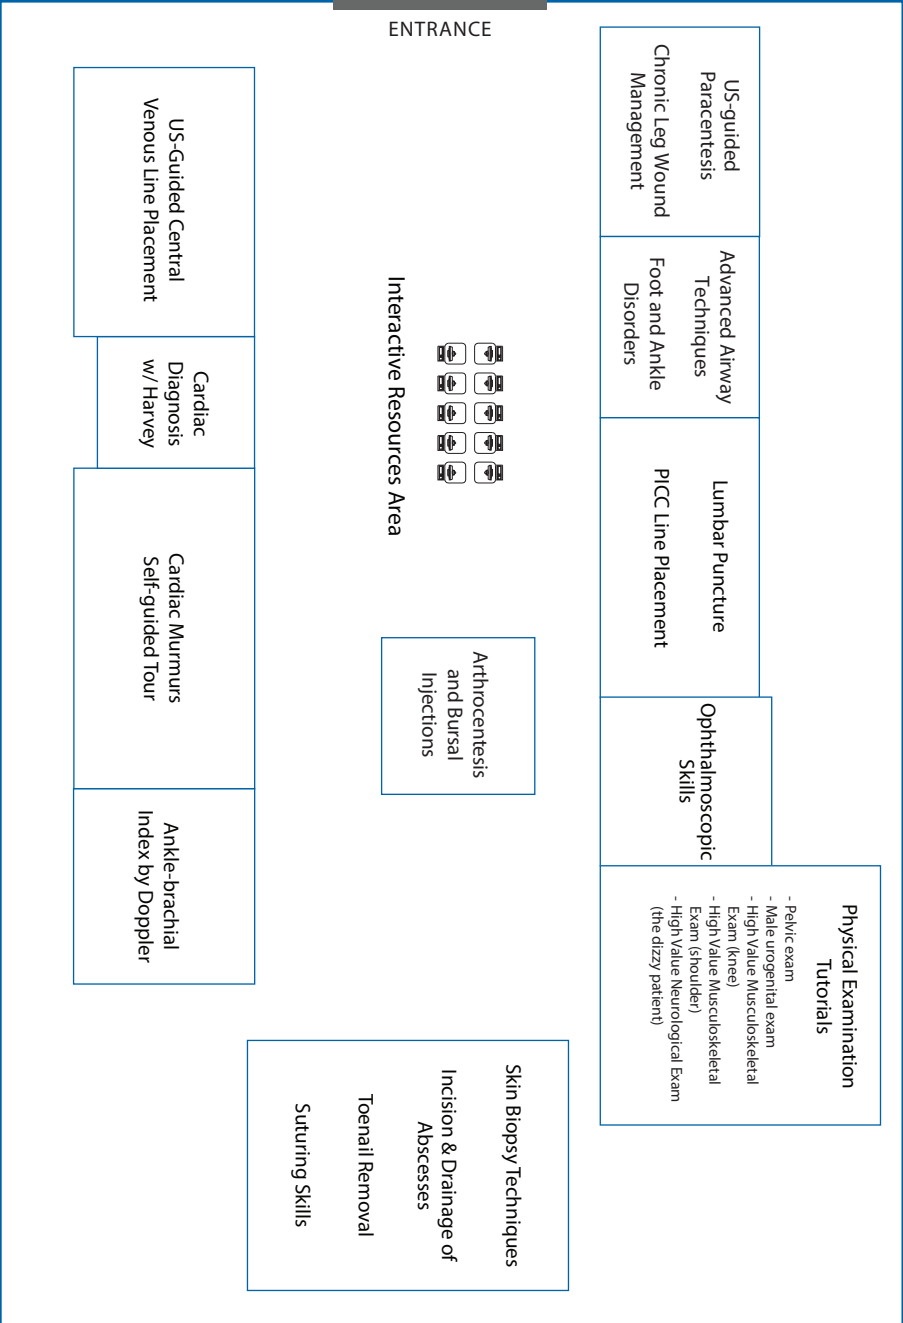 ENTRANCE
US-guided
Paracentesis
Chronic Leg Wound
Management
Advanced Airway
Techniques
Foot and Ankle
Disorders
Lumbar Puncture
PICC Line Placement
Ophthalmoscopic
Skills
Physical Examination
Tutorials
- Pelvic exam
- Male urogenital exam
- High Value Musculoskeletal
Exam (knee)
- High Value Musculoskeletal
Exam (shoulder)
- High Value Neurological Exam
(the dizzy patient)
Interactive Resources Area
Arthrocentesis
and Bursal
Injections
US-Guided Central
Venous Line Placement
Cardiac
Diagnosis
w/ Harvey
Cardiac Murmurs
Self-guided Tour
Ankle-brachial
Index by Doppler
Skin Biopsy Techniques
Incision & Drainage of
Abscesses
Toenail Removal
Suturing Skills